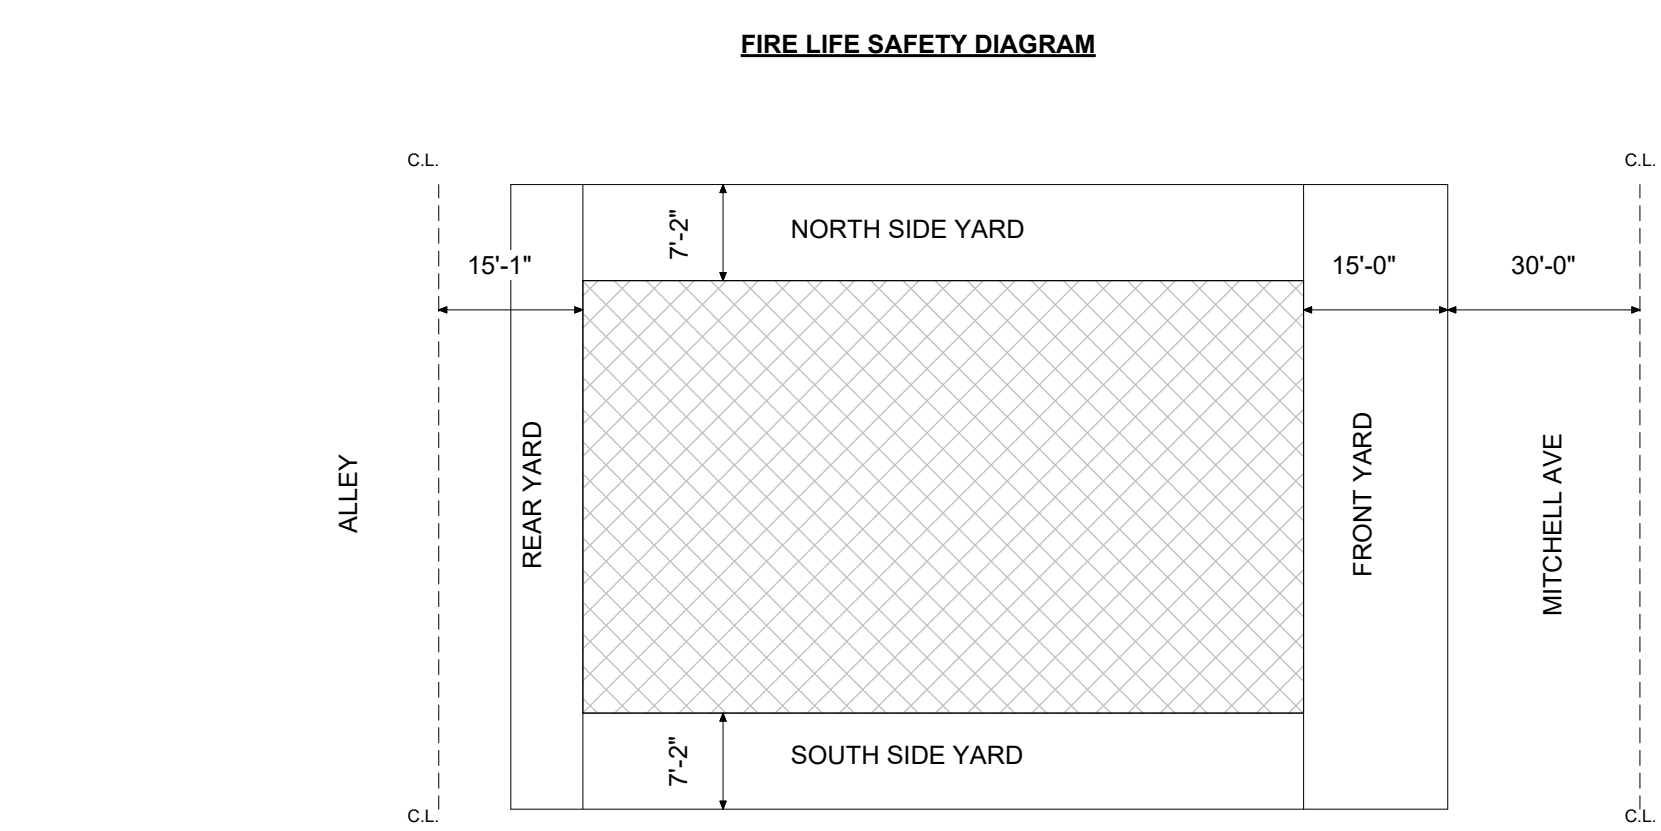 FIRE LIFE SAFETY DIAGRAM
C.L.
C.L.
7'-2"
NORTH SIDE YARD
15'-1"
15'-0"
30'-0"
ALLEY
REAR YARD
FRONT YARD
MITCHELL AVE
7'-2"
SOUTH SIDE YARD
C.L.
C.L.